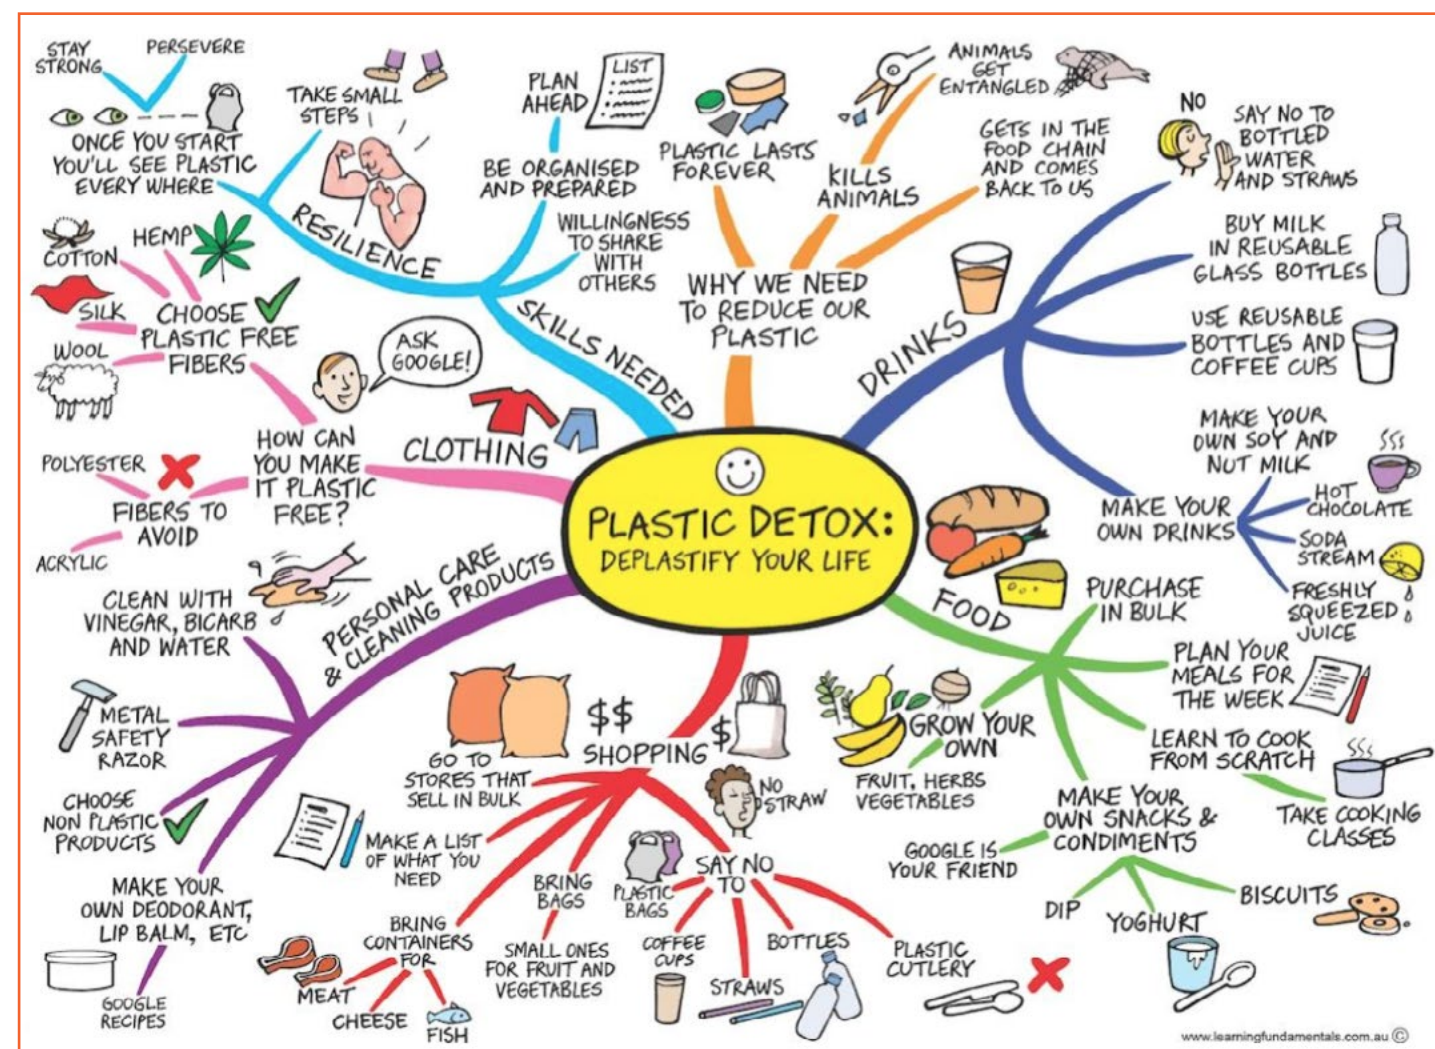 PLASTIC DETOX:
DEPLASTIFY YOUR LIFE
SKILLS NEEDED
RESILIENCE
STAY
STRONG
PERSEVERE
ONCE YOU START
YOU'LL SEE PLASTIC
EVERY WHERE
TAKE SMALL
STEPS
PLAN
AHEAD
LIST
BE ORGANISED
AND PREPARED
WILLINGNESS
TO SHARE
WITH
OTHERS
WHY WE NEED
TO REDUCE OUR
PLASTIC
PLASTIC LASTS
FOREVER
KILLS
ANIMALS
ANIMALS
GET
ENTANGLED
GETS IN THE
FOOD CHAIN
AND COMES
BACK TO US
DRINKS
NO
SAY NO TO
BOTTLED
WATER
AND STRAWS
BUY MILK
IN REUSABLE
GLASS BOTTLES
USE REUSABLE
BOTTLES AND
COFFEE CUPS
MAKE YOUR
OWN DRINKS
MAKE YOUR
OWN SOY AND
NUT MILK
HOT
CHOCOLATE
SODA
STREAM
FRESHLY
SQUEEZED
JUICE
FOOD
PURCHASE
IN BULK
PLAN YOUR
MEALS FOR
THE WEEK
LEARN TO COOK
FROM SCRATCH
TAKE COOKING
CLASSES
MAKE YOUR
OWN SNACKS &
CONDIMENTS
GOOGLE IS
YOUR FRIEND
DIP
YOGHURT
BISCUITS
GROW YOUR
OWN
FRUIT, HERBS
VEGETABLES
$$
$
SHOPPING
GO TO
STORES THAT
SELL IN BULK
MAKE A LIST
OF WHAT YOU
NEED
BRING
CONTAINERS
FOR
MEAT
CHEESE
FISH
BRING
BAGS
SMALL ONES
FOR FRUIT AND
VEGETABLES
NO
STRAW
SAY NO
TO
PLASTIC
BAGS
COFFEE
CUPS
STRAWS
BOTTLES
PLASTIC
CUTLERY
PERSONAL CARE
& CLEANING PRODUCTS
CLEAN WITH
VINEGAR, BICARB
AND WATER
METAL
SAFETY
RAZOR
CHOOSE
NON PLASTIC
PRODUCTS
MAKE YOUR
OWN DEODORANT,
LIP BALM, ETC
GOOGLE
RECIPES
CLOTHING
ASK
GOOGLE!
HOW CAN
YOU MAKE
IT PLASTIC
FREE?
CHOOSE
PLASTIC FREE
FIBERS
COTTON
HEMP
SILK
WOOL
FIBERS TO
AVOID
POLYESTER
ACRYLIC
www.learningfundamentals.com.au ©